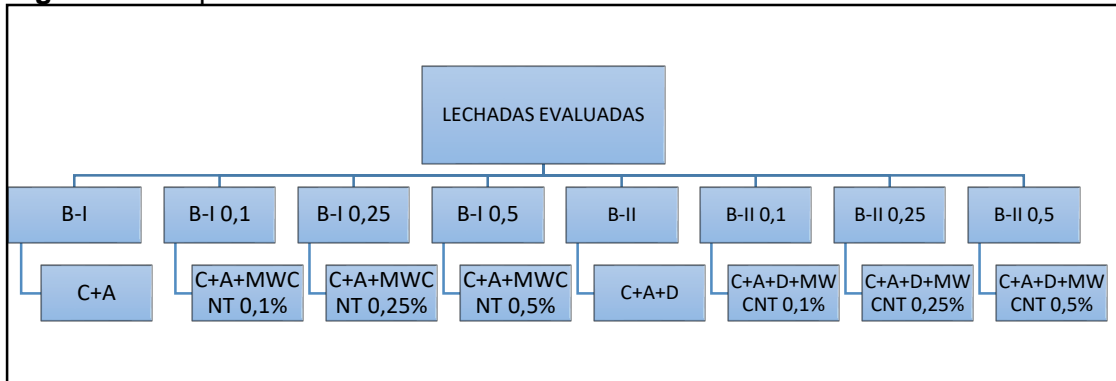 LECHADAS EVALUADAS
B-I
B-I 0,1
B-I 0,25
B-I 0,5
B-II
B-II 0,1
B-II 0,25
B-II 0,5
C+A
C+A+MWC
NT 0,1%
C+A+MWC
NT 0,25%
C+A+MWC
NT 0,5%
C+A+D
C+A+D+MW
CNT 0,1%
C+A+D+MW
CNT 0,25%
C+A+D+MW
CNT 0,5%